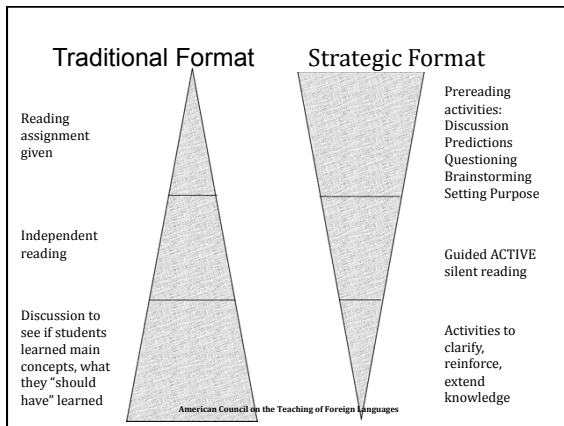 Traditional Format
Strategic Format
Reading
assignment
given
Independent
reading
Discussion to
see if students
learned main
concepts, what
they “should
have” learned
Prereading
activities:
Discussion
Predictions
Questioning
Brainstorming
Setting Purpose
Guided ACTIVE
silent reading
Activities to
clarify,
reinforce,
extend
knowledge
American Council on the Teaching of Foreign Languages